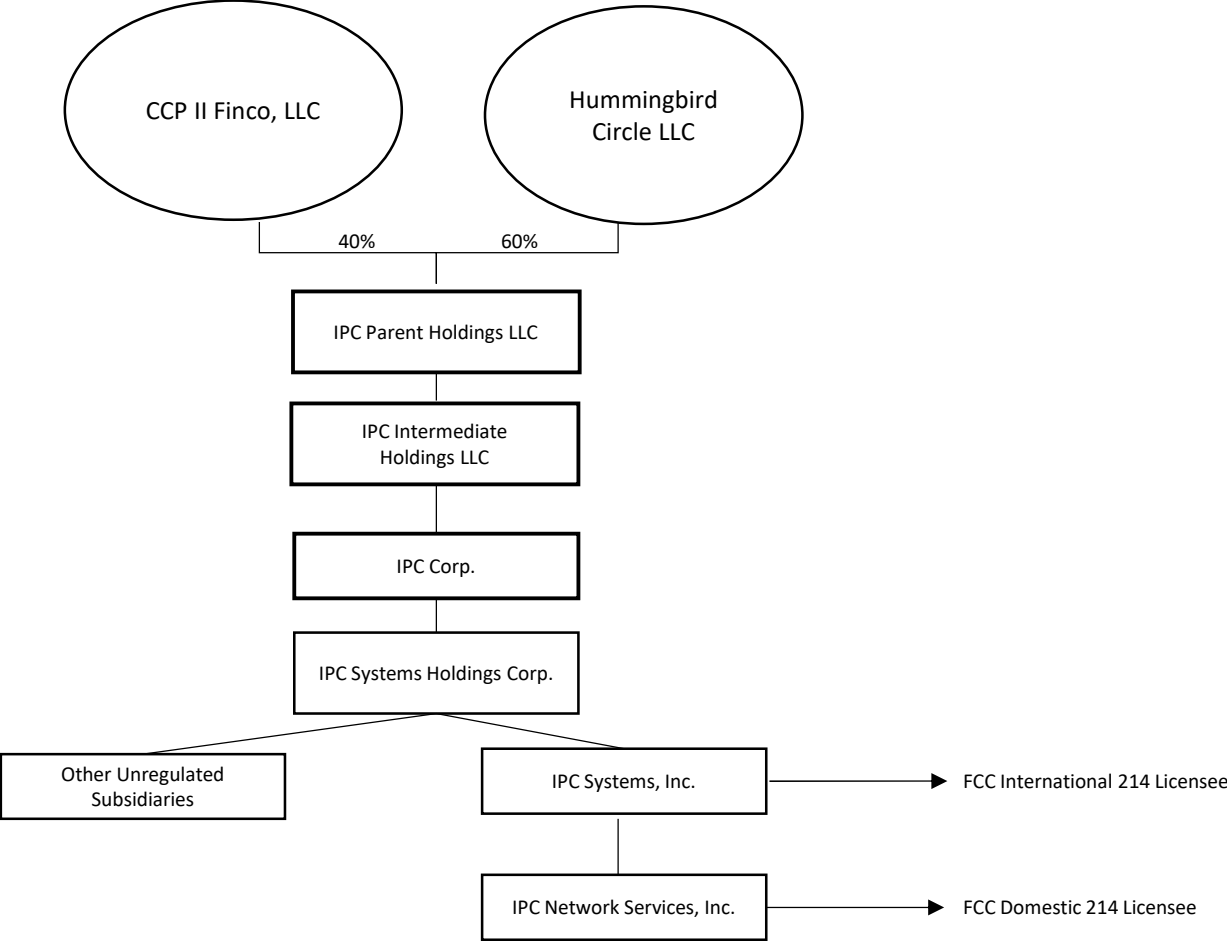 CCP II Finco, LLC
Hummingbird
Circle LLC
40%
60%
IPC Parent Holdings LLC
IPC Intermediate
Holdings LLC
IPC Corp.
IPC Systems Holdings Corp.
Other Unregulated
Subsidiaries
IPC Systems, Inc.
FCC International 214 Licensee
IPC Network Services, Inc.
FCC Domestic 214 Licensee